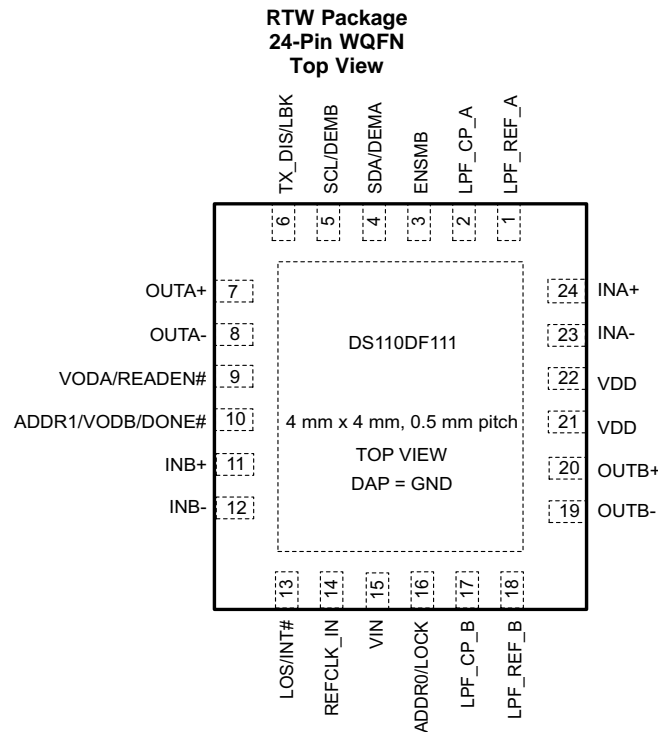 RTW Package
24-Pin WQFN
Top View
TX_DIS/LBK
SCL/DEMB
SDA/DEMA
ENSMB
LPF_CP_A
LPF_REF_A
6
5
4
3
2
1
OUTA+ 7
OUTA- 8
VODA/READEN# 9
ADDR1/VODB/DONE# 10
INB+ 11
INB- 12
DS110DF111
4 mm x 4 mm, 0.5 mm pitch
TOP VIEW
DAP = GND
24 INA+
23 INA-
22 VDD
21 VDD
20 OUTB+
19 OUTB-
13
14
15
16
17
18
LOS/INT#
REFCLK_IN
VIN
ADDR0/LOCK
LPF_CP_B
LPF_REF_B